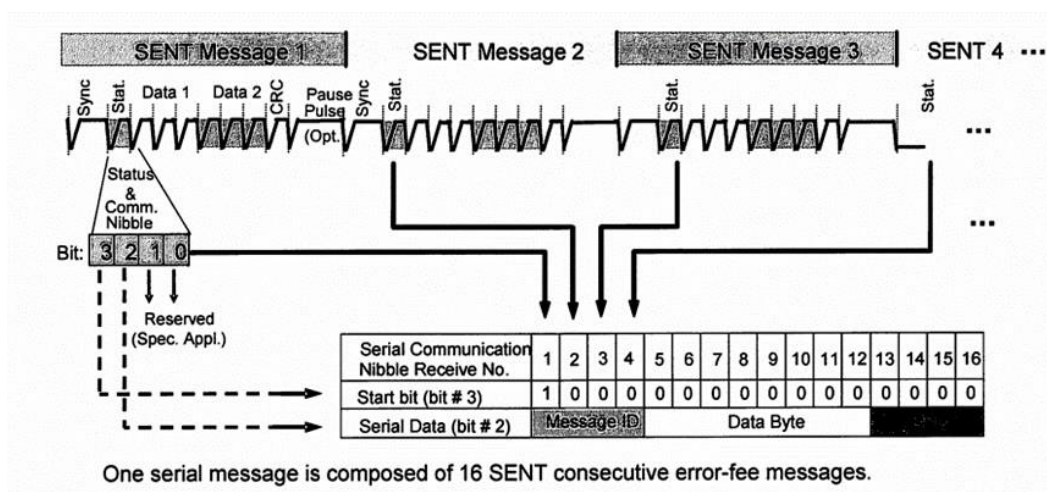 SENT Message 1 SENT Message 2 SENT Message 3 SENT 4 ...
Sync Stat. Data 1 Data 2 CRC Pause Pulse (Opt. Sync Stat. Stat. Stat. ...
Status
&
Comm.
Nibble
...
Bit: 3 2 1 0
Reserved
(Spec. Appl.)
Serial Communication
Nibble Receive No. 1 2 3 4 5 6 7 8 9 10 11 12 13 14 15 16
Start bit (bit # 3) 1 0 0 0 0 0 0 0 0 0 0 0 0 0 0 0
Serial Data (bit # 2) Message ID Data Byte
One serial message is composed of 16 SENT consecutive error-fee messages.